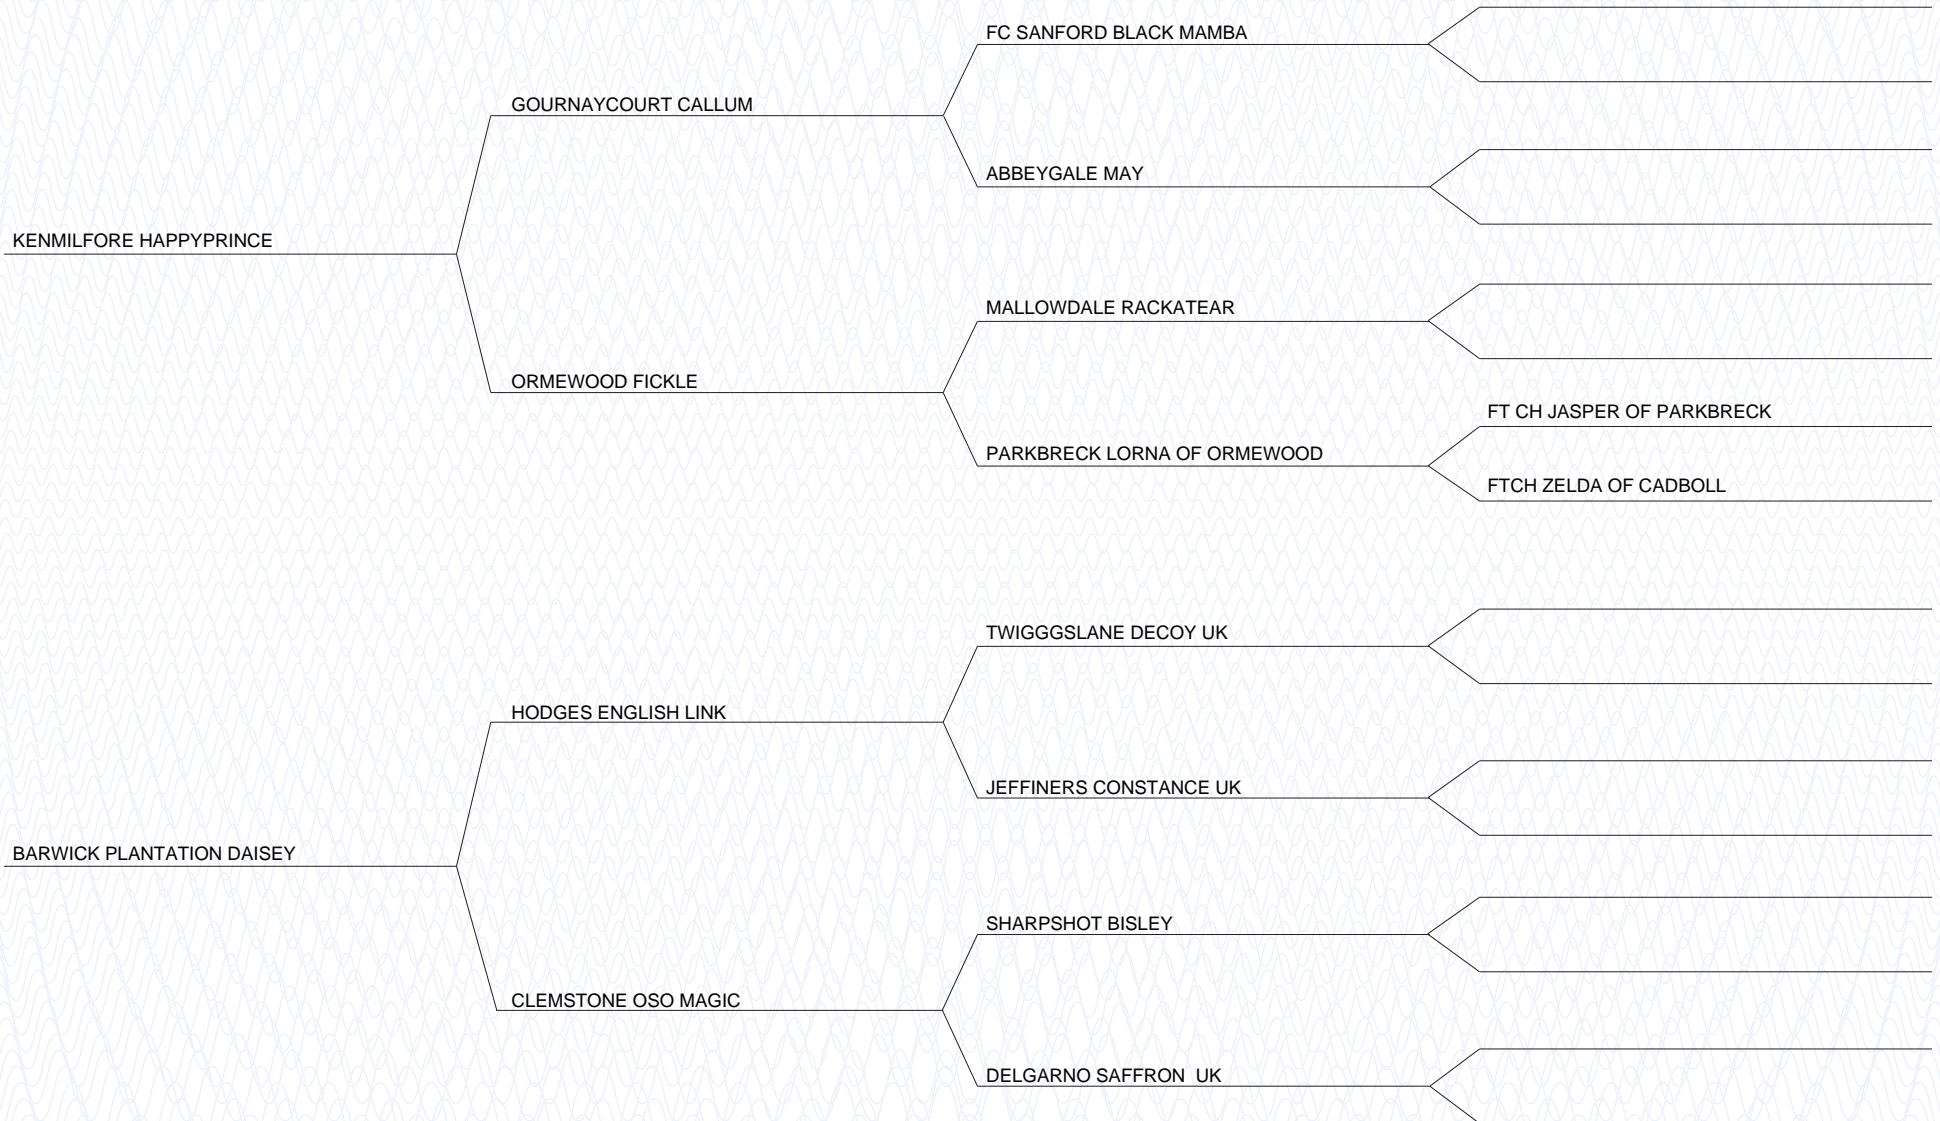 FC SANFORD BLACK MAMBA
GOURNAYCOURT CALLUM
ABBEYGALE MAY
KENMILFORE HAPPYPRINCE
MALLOWDALE RACKATEAR
ORMEWOOD FICKLE
FT CH JASPER OF PARKBRECK
PARKBRECK LORNA OF ORMEWOOD
FTCH ZELDA OF CADBOLL
TWIGGGSLANE DECOY UK
HODGES ENGLISH LINK
JEFFINERS CONSTANCE UK
BARWICK PLANTATION DAISEY
SHARPSHOT BISLEY
CLEMSTONE OSO MAGIC
DELGARNO SAFFRON  UK